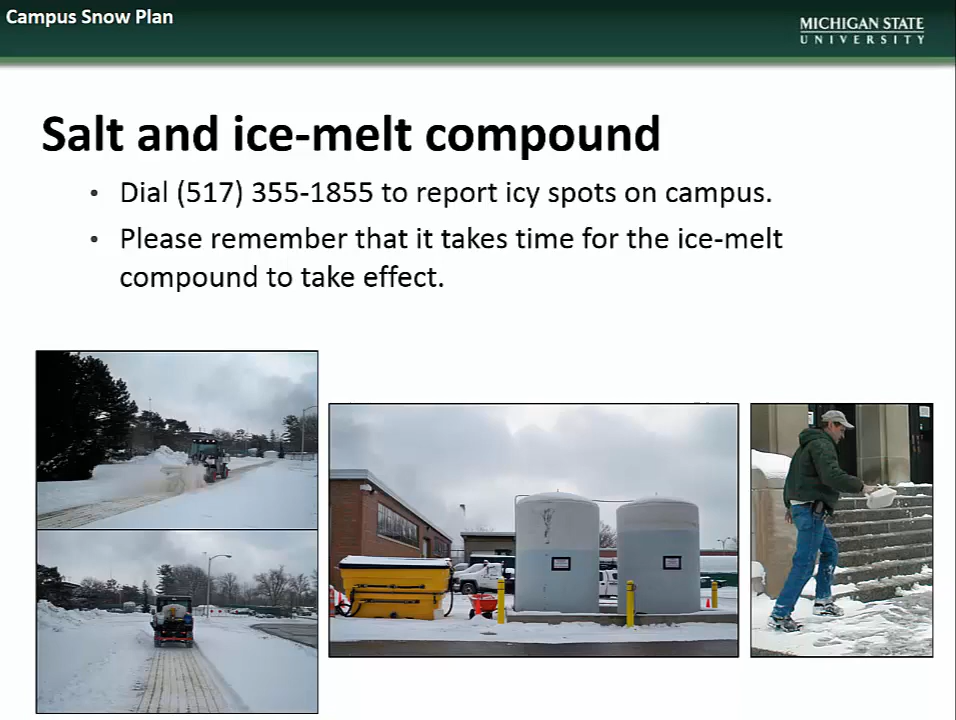 Campus Snow Plan
MICHIGAN STATE
UNIVERSITY
Salt and ice-melt compound
• Dial (517) 355-1855 to report icy spots on campus.
• Please remember that it takes time for the ice-melt
compound to take effect.